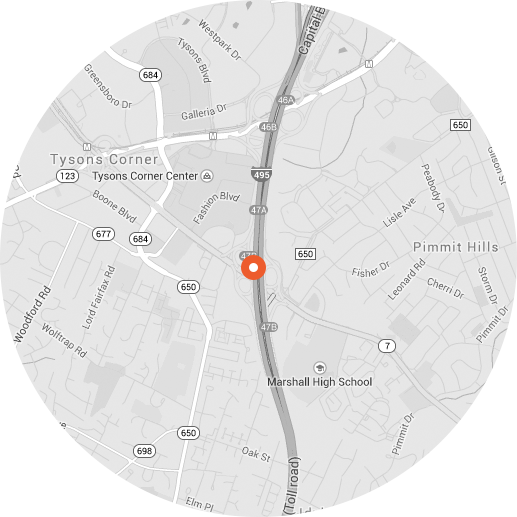 Capital B
Westpark Dr
Tysons Blvd
M
684
Greensboro Dr
46A
Galleria Dr
46B
650
M
M
Tysons Corner
Gilson St
123
Tysons Corner Center
495
Peabody Dr
Fashion Blvd
Boone Blvd
47A
Lisle Ave
677
684
Pimmit Hills
650
Fisher Dr
Leonard Rd
Cherri Dr
Storm Dr
Lord Fairfax Rd
650
Woodford Rd
Pimmit Dr
47B
Wolftrap Rd
7
Marshall High School
Pimmit Dr
650
698
Oak St
(Toll road)
Elm Pl